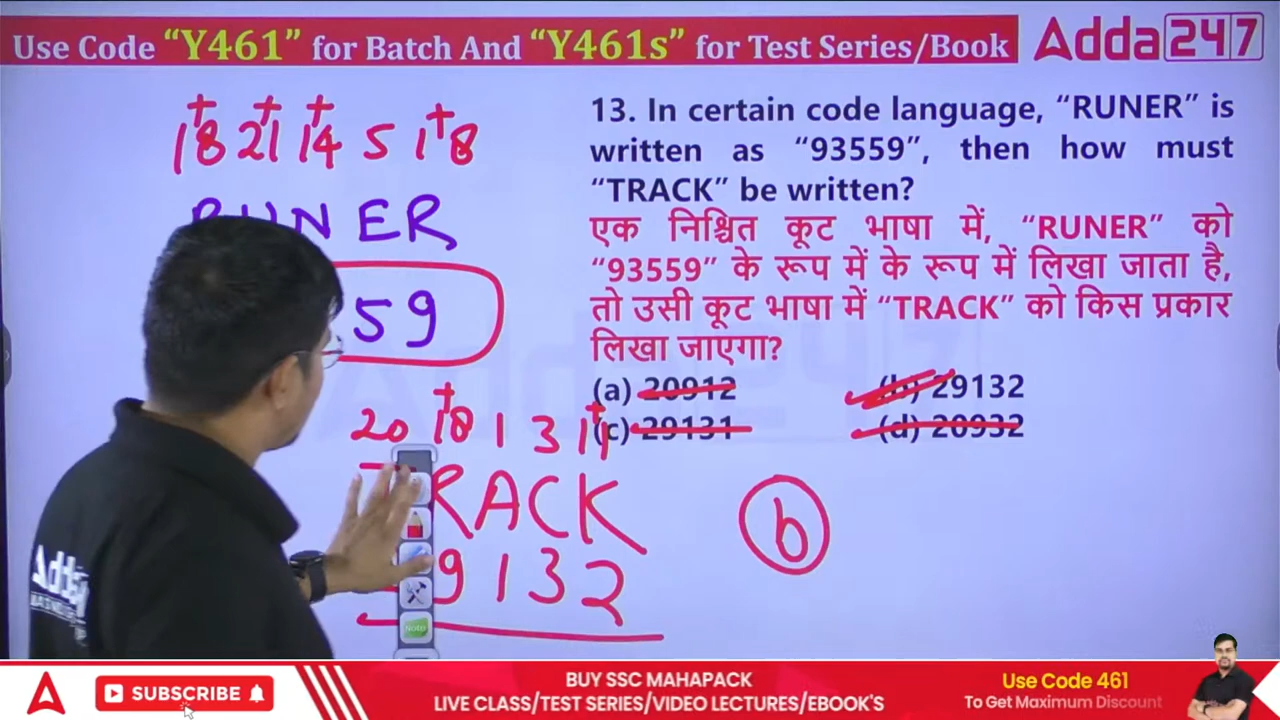 Use Code “Y461” for Batch And “Y461s” for Test Series/Book
Adda247
18 21 14 5 18
RUNER
59
13. In certain code language, “RUNER” is
written as “93559”, then how must
“TRACK” be written?
एक निश्चित कूट भाषा में, “RUNER” को
“93559” के रूप में के रूप में लिखा जाता है,
तो उसी कूट भाषा में “TRACK” को किस प्रकार
लिखा जाएगा?
(a) 20912 (b) 29132
(c) 29131 (d) 20932
20 18 1 3 11
RACK
9132
b
Note
Adda
SUBSCRIBE
BUY SSC MAHAPACK
LIVE CLASS/TEST SERIES/VIDEO LECTURES/EBOOK'S
Use Code 461
To Get Maximum Discount